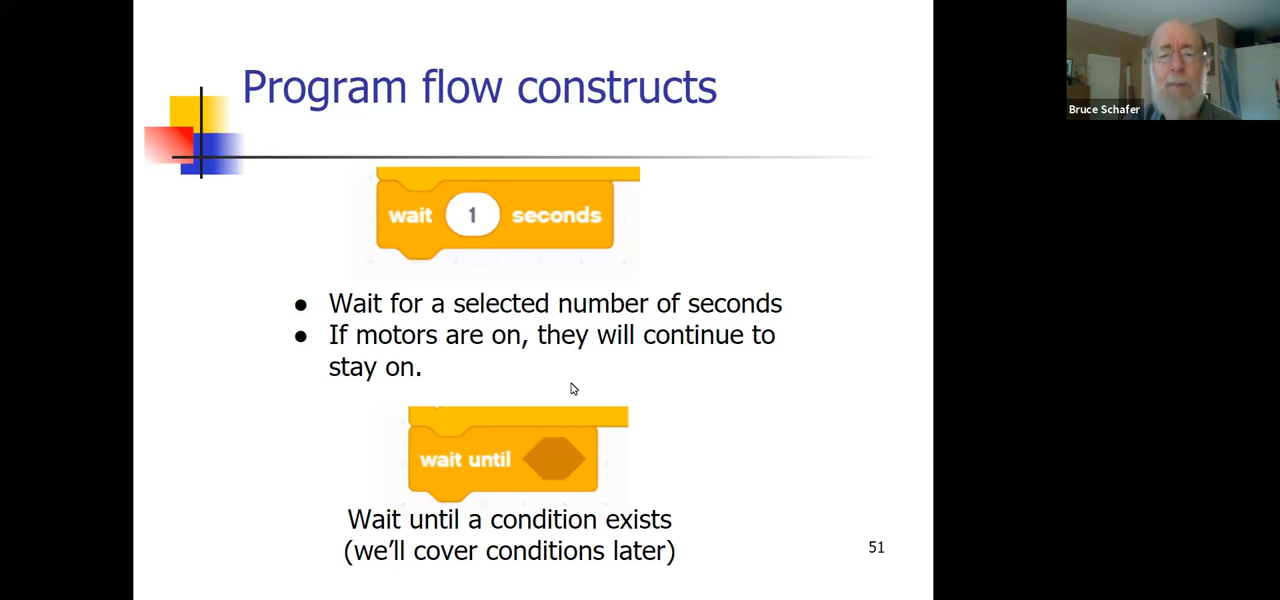 Program flow constructs
Bruce Schafer
wait 1 seconds
● Wait for a selected number of seconds
● If motors are on, they will continue to
stay on.
wait until
Wait until a condition exists
(we’ll cover conditions later)
51